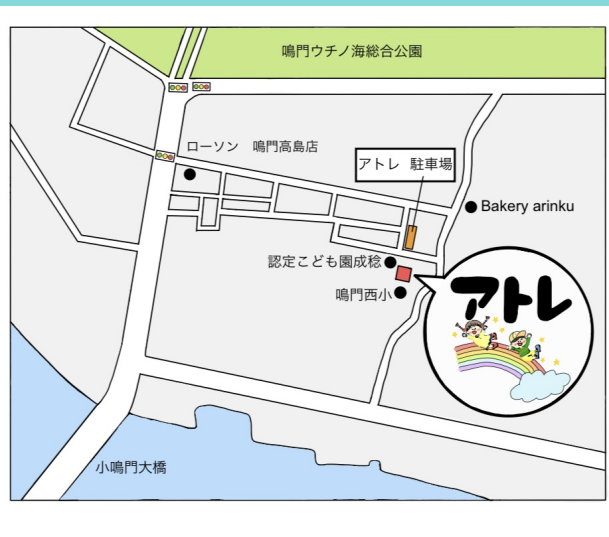 鳴門ウチノ海総合公園
ローソン　鳴門高島店
アトレ　駐車場
Bakery arinku
認定こども園成稔
鳴門西小
アトレ
小鳴門大橋